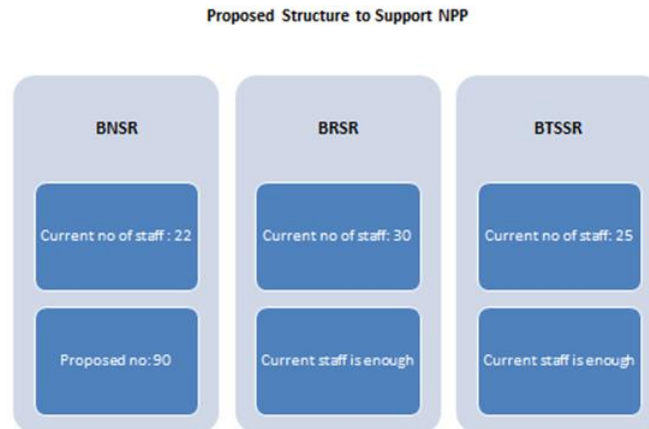 Proposed Structure to Support NPP
BNSR
Current no of staff : 22
Proposed no: 90
BRSR
Current no of staff: 30
Current staff is enough
BTSSR
Current no of staff: 25
Current staff is enough